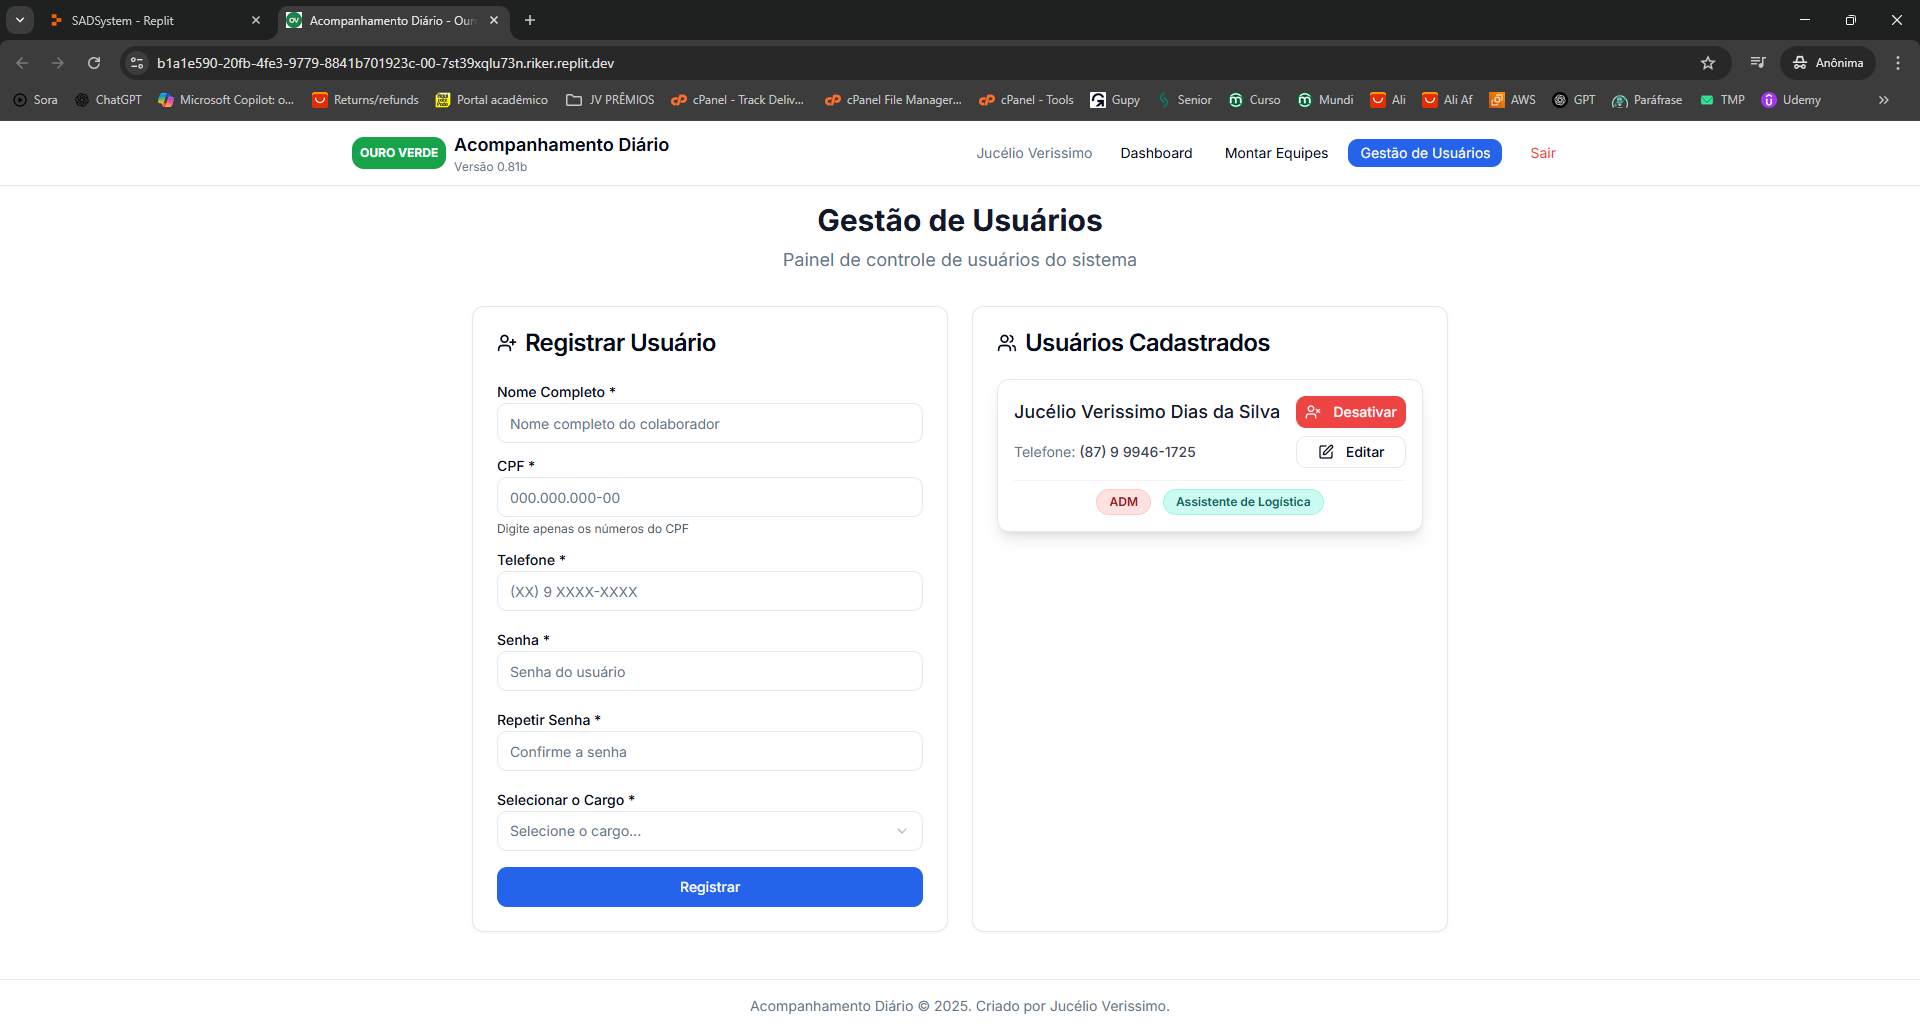 SADSystem - Replit
Acompanhamento Diário - Our
b1a1e590-20fb-4fe3-9779-8841b701923c-00-7st39xqlu73n.riker.replit.dev
Anônima
Sora
ChatGPT
Microsoft Copilot: o...
Returns/refunds
Portal acadêmico
JV PRÊMIOS
cPanel - Track Deliv...
cPanel File Manager...
cPanel - Tools
Gupy
Senior
Curso
Mundi
Ali
Ali Af
AWS
GPT
Paráfrase
TMP
Udemy
OURO VERDE
Acompanhamento Diário
Versão 0.81b
Jucélio Verissimo
Dashboard
Montar Equipes
Gestão de Usuários
Sair
Gestão de Usuários
Painel de controle de usuários do sistema
Registrar Usuário
Nome Completo *
Nome completo do colaborador
CPF *
000.000.000-00
Digite apenas os números do CPF
Telefone *
(XX) 9 XXXX-XXXX
Senha *
Senha do usuário
Repetir Senha *
Confirme a senha
Selecionar o Cargo *
Selecione o cargo...
Registrar
Usuários Cadastrados
Jucélio Verissimo Dias da Silva
Desativar
Telefone: (87) 9 9946-1725
Editar
ADM
Assistente de Logística
Acompanhamento Diário © 2025. Criado por Jucélio Verissimo.